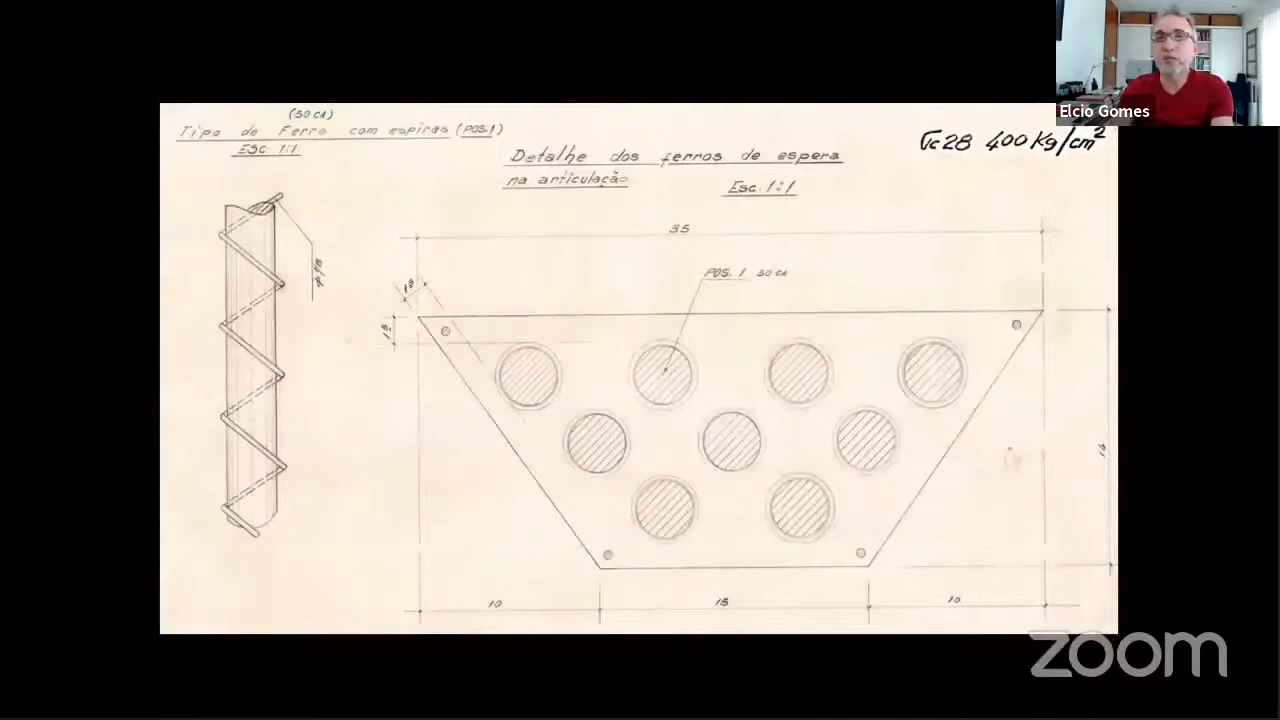 (50 CA)
Tipo de Ferro com espiras (POS. 1)
ESC 1:1
Detalhe dos ferros de espera
na articulação
Esc. 1:1
σc28 400 Kg/cm²
Elcio Gomes
35
POS. 1 50 CA
10
15
10
zoom